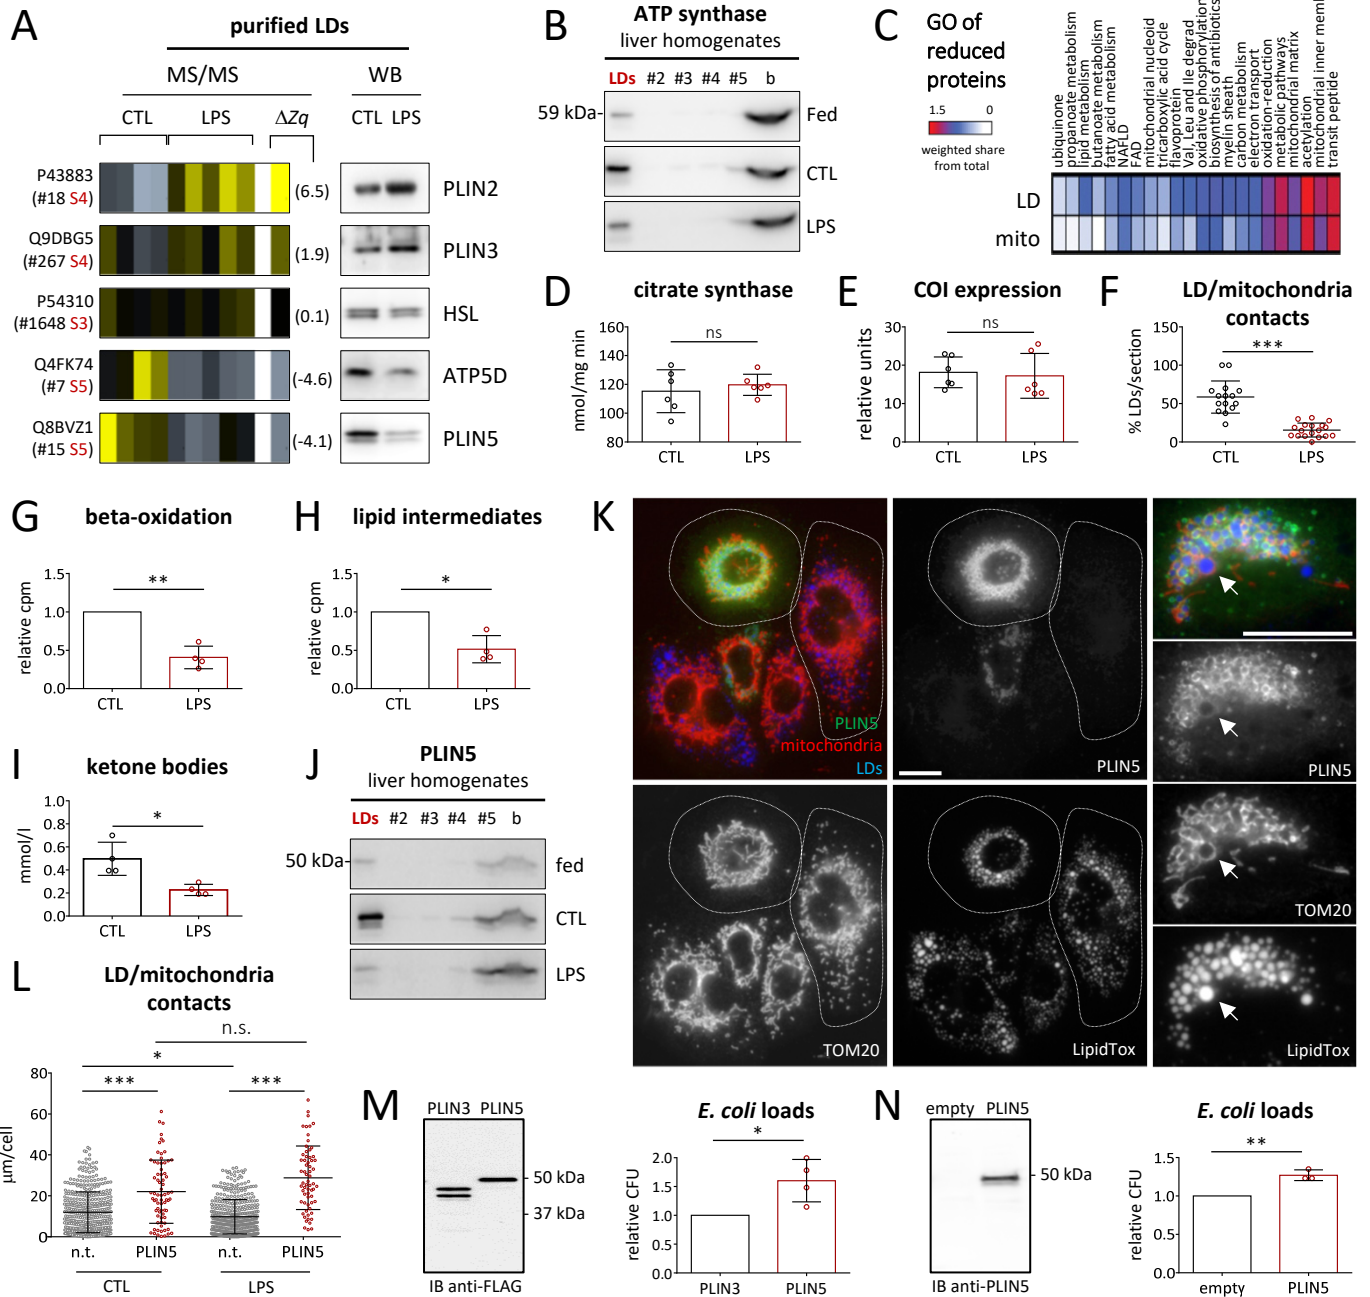 A
purified LDs
MS/MS
WB
CTL
LPS
ΔZq
CTL LPS
P43883
(#18 S4)
(6.5)
PLIN2
Q9DBG5
(#267 S4)
(1.9)
PLIN3
P54310
(#1648 S3)
(0.1)
HSL
Q4FK74
(#7 S5)
(-4.6)
ATP5D
Q8BVZ1
(#15 S5)
(-4.1)
PLIN5
B
ATP synthase
liver homogenates
LDs #2 #3 #4 #5 b
59 kDa-
Fed
CTL
LPS
C
GO of
reduced
proteins
1.5 0
weighted share
from total
ubiquinone
propanoate metabolism
lipid metabolism
butanoate metabolism
fatty acid metabolism
NAFLD
FAD
mitochondrial nucleoid
tricarboxylic acid cycle
flavoprotein
Val, Leu and Ile degrad
oxidative phosphorylation
biosynthesis of antibiotics
myelin sheath
carbon metabolism
electron transport
oxidation-reduction
metabolic pathways
mitochondrial matrix
acetylation
mitochondrial inner memb
transit peptide
LD
mito
D
citrate synthase
nmol/mg min
160
140
120
100
80
ns
CTL LPS
E
COI expression
relative units
30
20
10
0
ns
CTL LPS
F
LD/mitochondria
contacts
% LDs/section
150
100
50
0
***
CTL LPS
G
beta-oxidation
relative cpm
1.5
1.0
0.5
0.0
**
CTL LPS
H
lipid intermediates
relative cpm
1.5
1.0
0.5
0.0
*
CTL LPS
I
ketone bodies
mmol/l
1.0
0.8
0.6
0.4
0.2
0.0
*
CTL LPS
J
PLIN5
liver homogenates
LDs #2 #3 #4 #5 b
50 kDa-
fed
CTL
LPS
K
PLIN5
mitochondria
LDs
PLIN5
TOM20
LipidTox
PLIN5
TOM20
LipidTox
L
LD/mitochondria
contacts
µm/cell
80
60
40
20
0
n.s.
*
***
***
n.t. PLIN5 n.t. PLIN5
CTL LPS
M
PLIN3 PLIN5
50 kDa
37 kDa
IB anti-FLAG
E. coli loads
relative CFU
2.0
1.5
1.0
0.5
0.0
*
PLIN3 PLIN5
N
empty PLIN5
50 kDa
IB anti-PLIN5
E. coli loads
relative CFU
1.5
1.0
0.5
0.0
**
empty PLIN5